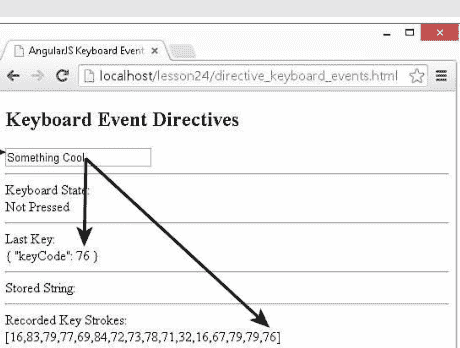 AngularJS Keyboard Event
localhost/lesson24/directive_keyboard_events.html
Keyboard Event Directives
Something Cool
Keyboard State:
Not Pressed
Last Key:
{ "keyCode": 76 }
Stored String:
Recorded Key Strokes:
[16,83,79,77,69,84,72,73,78,71,32,16,67,79,79,76]